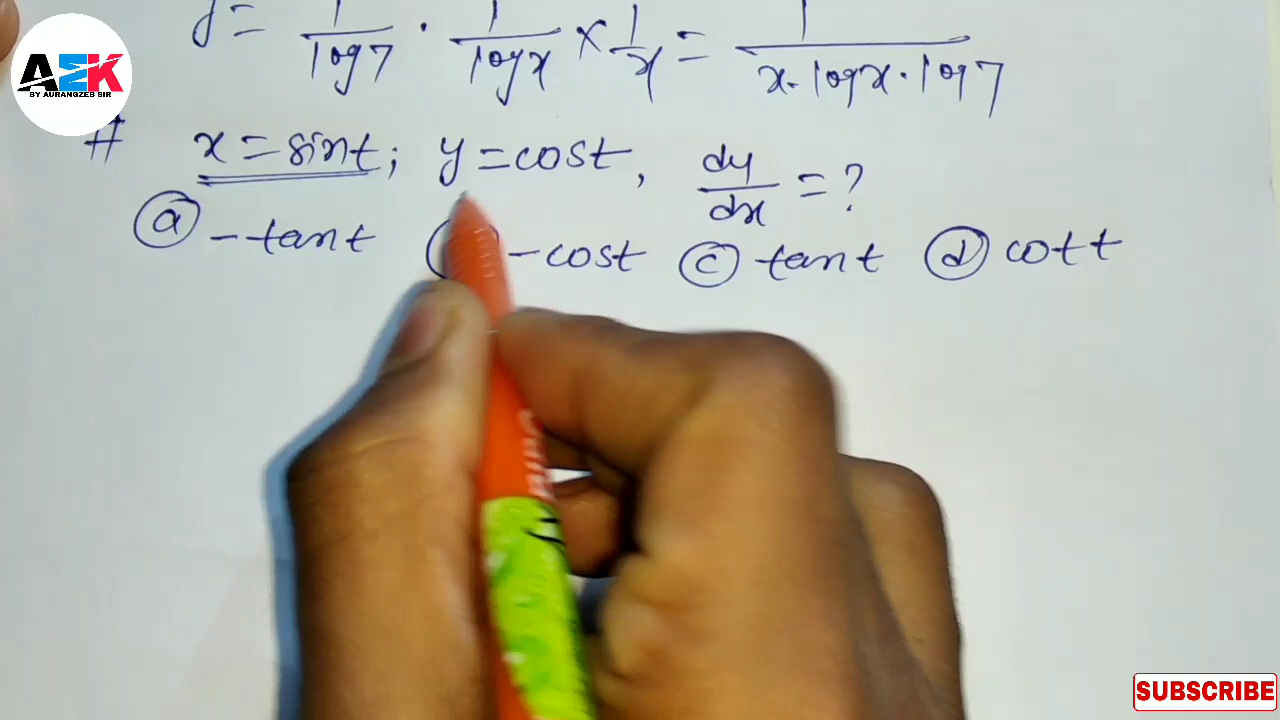 AEK
BY AURANGZEB SIR
y = 1/log7 · 1/logx × 1/x = 1/x·logx·log7
# x = sint; y = cost, dy/dx = ?
ⓐ -tant -cost ⓒ tant ⓓ cott
SUBSCRIBE